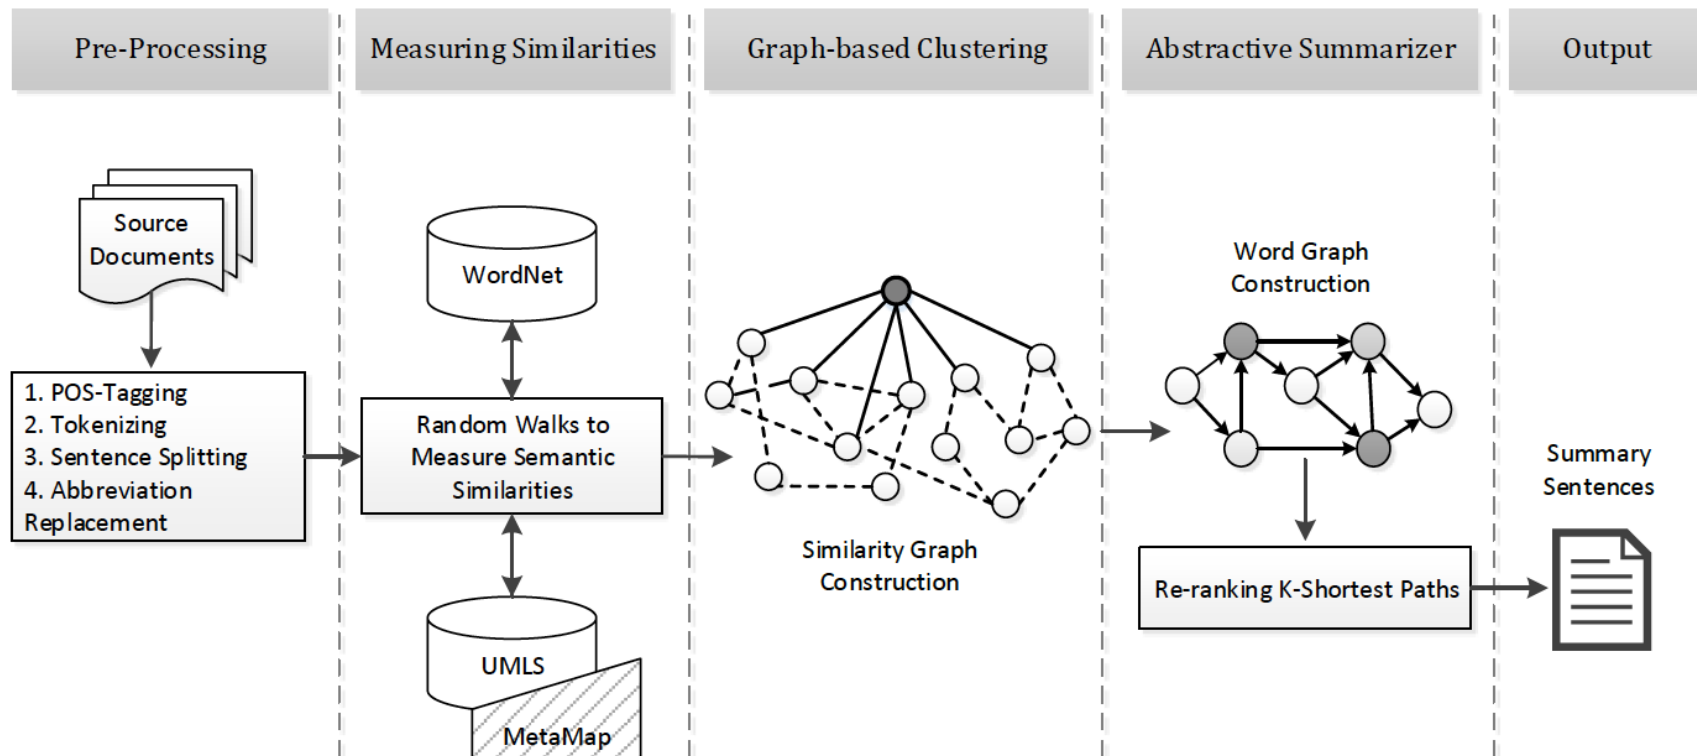 Pre-Processing
Measuring Similarities
Graph-based Clustering
Abstractive Summarizer
Output
Source
Documents
1. POS-Tagging
2. Tokenizing
3. Sentence Splitting
4. Abbreviation
Replacement
WordNet
Random Walks to
Measure Semantic
Similarities
UMLS
MetaMap
Similarity Graph
Construction
Word Graph
Construction
Re-ranking K-Shortest Paths
Summary
Sentences